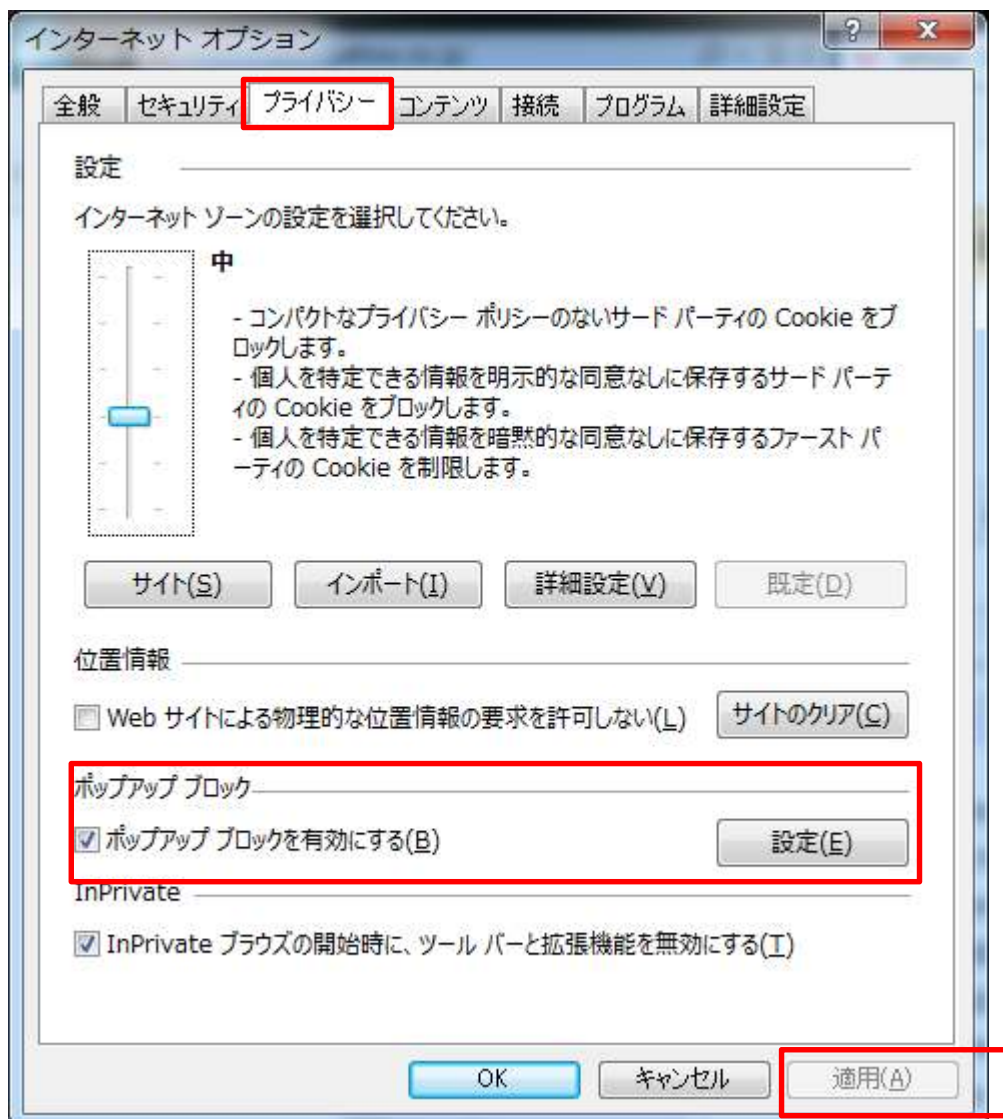 インターネット オプション
?
全般 セキュリティ プライバシー コンテンツ 接続 プログラム 詳細設定
設定
インターネット ゾーンの設定を選択してください。
中
- コンパクトなプライバシー ポリシーのないサード パーティの Cookie をブ
ロックします。
- 個人を特定できる情報を明示的な同意なしに保存するサード パーテ
ィの Cookie をブロックします。
- 個人を特定できる情報を暗黙的な同意なしに保存するファースト パ
ーティの Cookie を制限します。
サイト(S) インポート(I) 詳細設定(V) 既定(D)
位置情報
Web サイトによる物理的な位置情報の要求を許可しない(L) サイトのクリア(C)
ポップアップ ブロック
ポップアップ ブロックを有効にする(B) 設定(E)
InPrivate
InPrivate ブラウズの開始時に、ツール バーと拡張機能を無効にする(T)
OK キャンセル 適用(A)